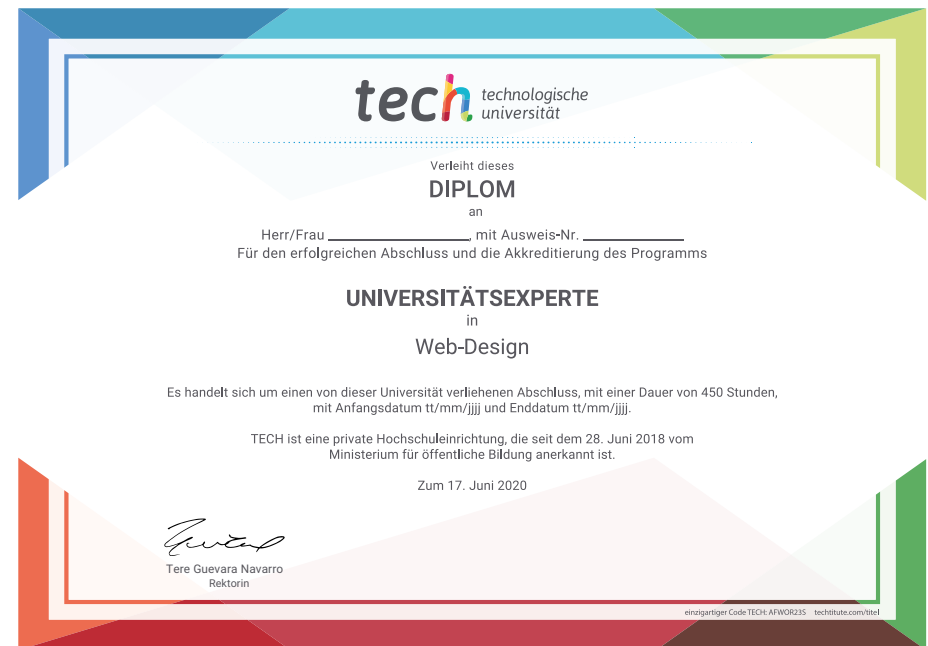 tech technologische
universität
Verleiht dieses
DIPLOM
an
Herr/Frau ____________________, mit Ausweis-Nr. ______________
Für den erfolgreichen Abschluss und die Akkreditierung des Programms
UNIVERSITÄTSEXPERTE
in
Web-Design
Es handelt sich um einen von dieser Universität verliehenen Abschluss, mit einer Dauer von 450 Stunden,
mit Anfangsdatum tt/mm/jjjj und Enddatum tt/mm/jjjj.
TECH ist eine private Hochschuleinrichtung, die seit dem 28. Juni 2018 vom
Ministerium für öffentliche Bildung anerkannt ist.
Zum 17. Juni 2020
Tere Guevara Navarro
Rektorin
einzigartiger Code TECH: AFWOR23S techtitute.com/titel